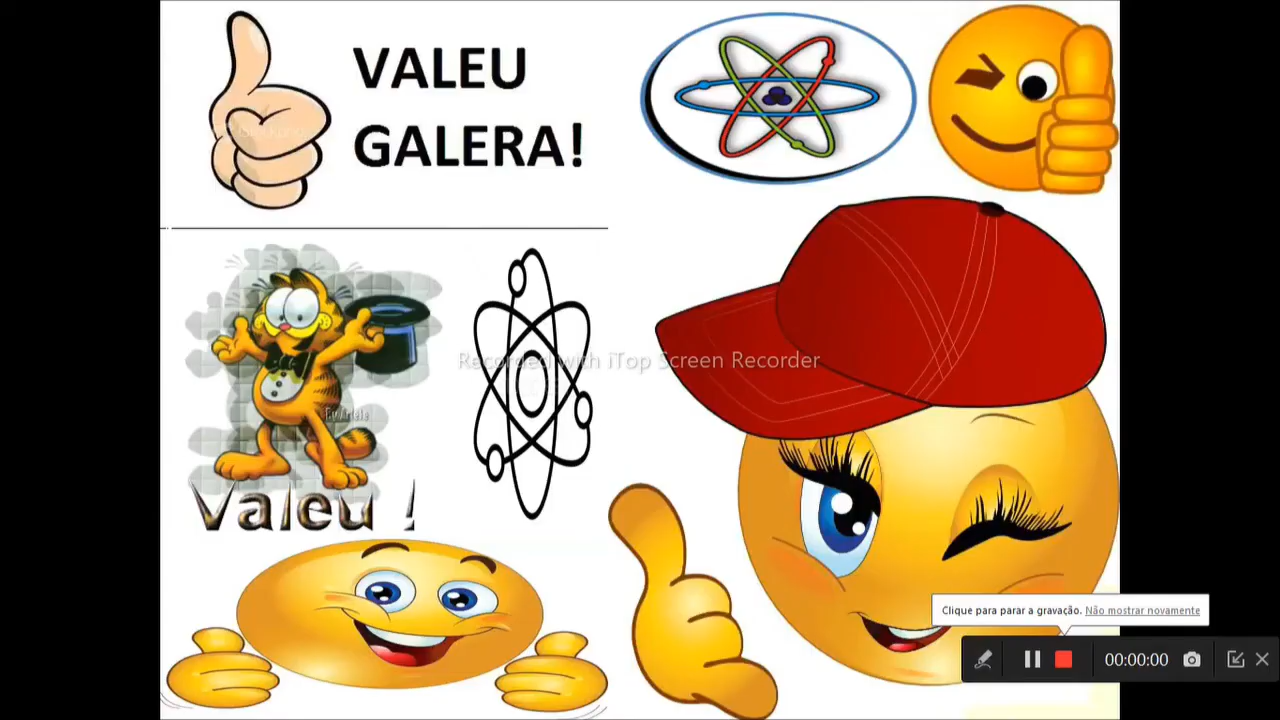 VALEU
GALERA!
Recorded with iTop Screen Recorder
Valeu !
Clique para parar a gravação. Não mostrar novamente
00:00:00